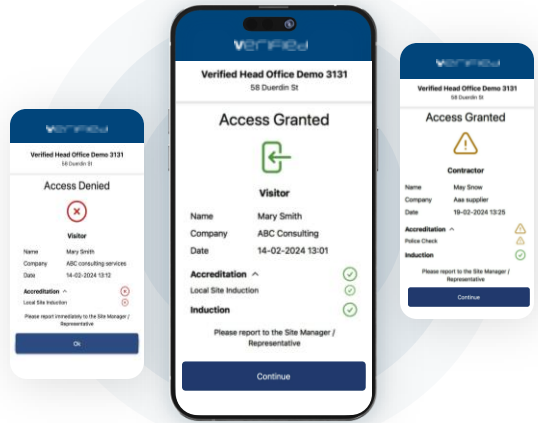 Verified
Verified Head Office Demo 3131
58 Duerdin St
Access Denied
Visitor
Name Mary Smith
Company ABC consulting services
Date 14-02-2024 13:12
Accreditation
Local Site Induction
Please report immediately to the Site Manager /
Representative
Ok
Verified
Verified Head Office Demo 3131
58 Duerdin St
Access Granted
Visitor
Name Mary Smith
Company ABC Consulting
Date 14-02-2024 13:01
Accreditation
Local Site Induction
Induction
Please report to the Site Manager /
Representative
Continue
Verified
Verified Head Office Demo 3131
58 Duerdin St
Access Granted
Contractor
Name May Snow
Company Aas supplier
Date 19-02-2024 13:25
Accreditation
Police Check
Induction
Please report to the Site Manager /
Representative
Continue